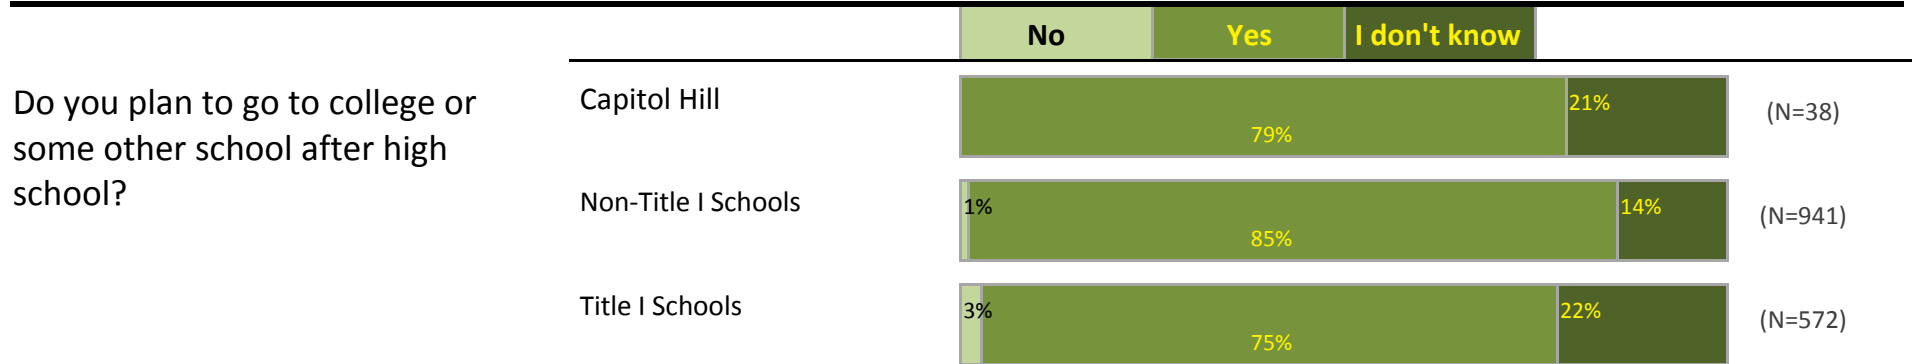 No Yes I don't know
Do you plan to go to college or
some other school after high
school?
Capitol Hill 79% 21% (N=38)
Non-Title I Schools 1% 85% 14% (N=941)
Title I Schools 3% 75% 22% (N=572)